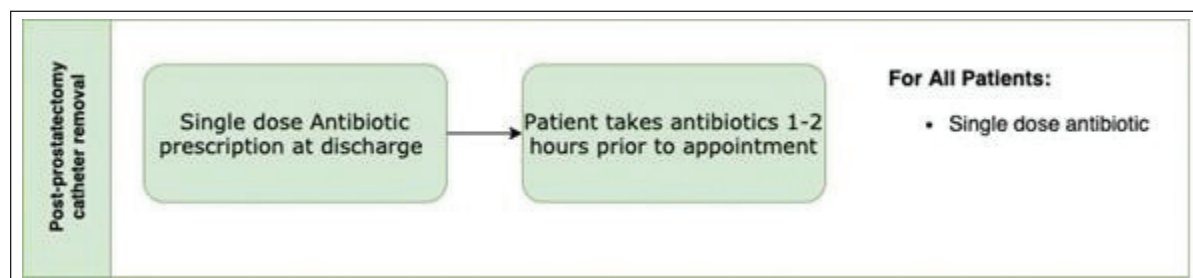 Post-prostatectomy
catheter removal
Single dose Antibiotic
prescription at discharge
Patient takes antibiotics 1-2
hours prior to appointment
For All Patients:
• Single dose antibiotic